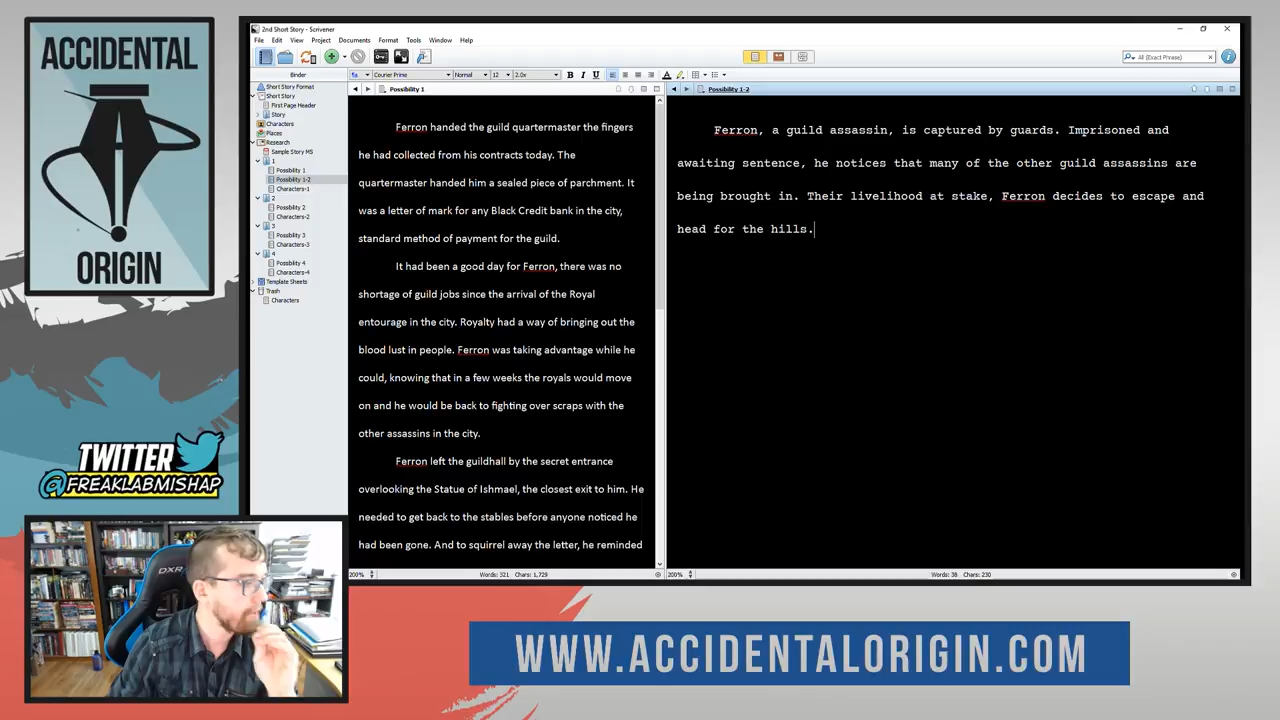 ACCIDENTAL
ORIGIN
TWITTER
@FREAKLABMISHAP
DXR
2nd Short Story - Scrivener
File Edit View Project Documents Format Tools Window Help
All (Exact Phrase)
Binder
Courier Prime Normal 12 2.0x B I U A
Short Story Format
Short Story
First Page Header
Story
Characters
Places
Research
Sample Story MS
1
Possibility 1
Possibility 1-2
Characters-1
2
Possibility 2
Characters-2
3
Possibility 3
Characters-3
4
Possibility 4
Characters-4
Template Sheets
Trash
Characters
Possibility 1
Ferron handed the guild quartermaster the fingers
he had collected from his contracts today. The
quartermaster handed him a sealed piece of parchment. It
was a letter of mark for any Black Credit bank in the city,
standard method of payment for the guild.
It had been a good day for Ferron, there was no
shortage of guild jobs since the arrival of the Royal
entourage in the city. Royalty had a way of bringing out the
blood lust in people. Ferron was taking advantage while he
could, knowing that in a few weeks the royals would move
on and he would be back to fighting over scraps with the
other assassins in the city.
Ferron left the guildhall by the secret entrance
overlooking the Statue of Ishmael, the closest exit to him. He
needed to get back to the stables before anyone noticed he
had been gone. And to squirrel away the letter, he reminded
200% Words: 321 Chars: 1,729
Possibility 1-2
Ferron, a guild assassin, is captured by guards. Imprisoned and
awaiting sentence, he notices that many of the other guild assassins are
being brought in. Their livelihood at stake, Ferron decides to escape and
head for the hills.
200% Words: 38 Chars: 230
WWW.ACCIDENTALORIGIN.COM